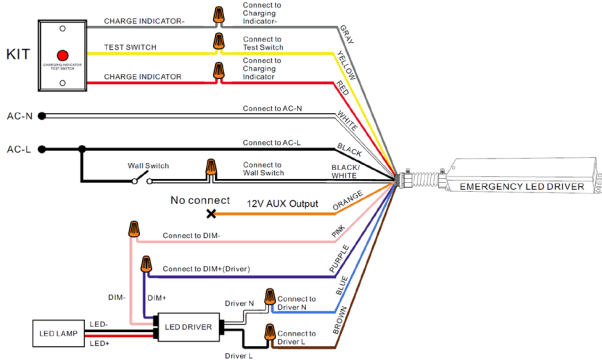 CHARGE INDICATOR-
Connect to
Charging
Indicator-
GRAY
KIT
CHARGING INDICATOR
TEST SWITCH
TEST SWITCH
Connect to
Test Switch
YELLOW
CHARGE INDICATOR
Connect to
Charging
Indicator
RED
AC-N
Connect to AC-N
WHITE
AC-L
Connect to AC-L
BLACK
Wall Switch
Connect to
Wall Switch
BLACK/
WHITE
EMERGENCY LED DRIVER
No connect
12V AUX Output
ORANGE
Connect to DIM-
PINK
Connect to DIM+(Driver)
PURPLE
DIM-
DIM+
BLUE
Driver N
Connect to
Driver N
BROWN
LED LAMP
LED-
LED+
LED DRIVER
Driver L
Connect to
Driver L